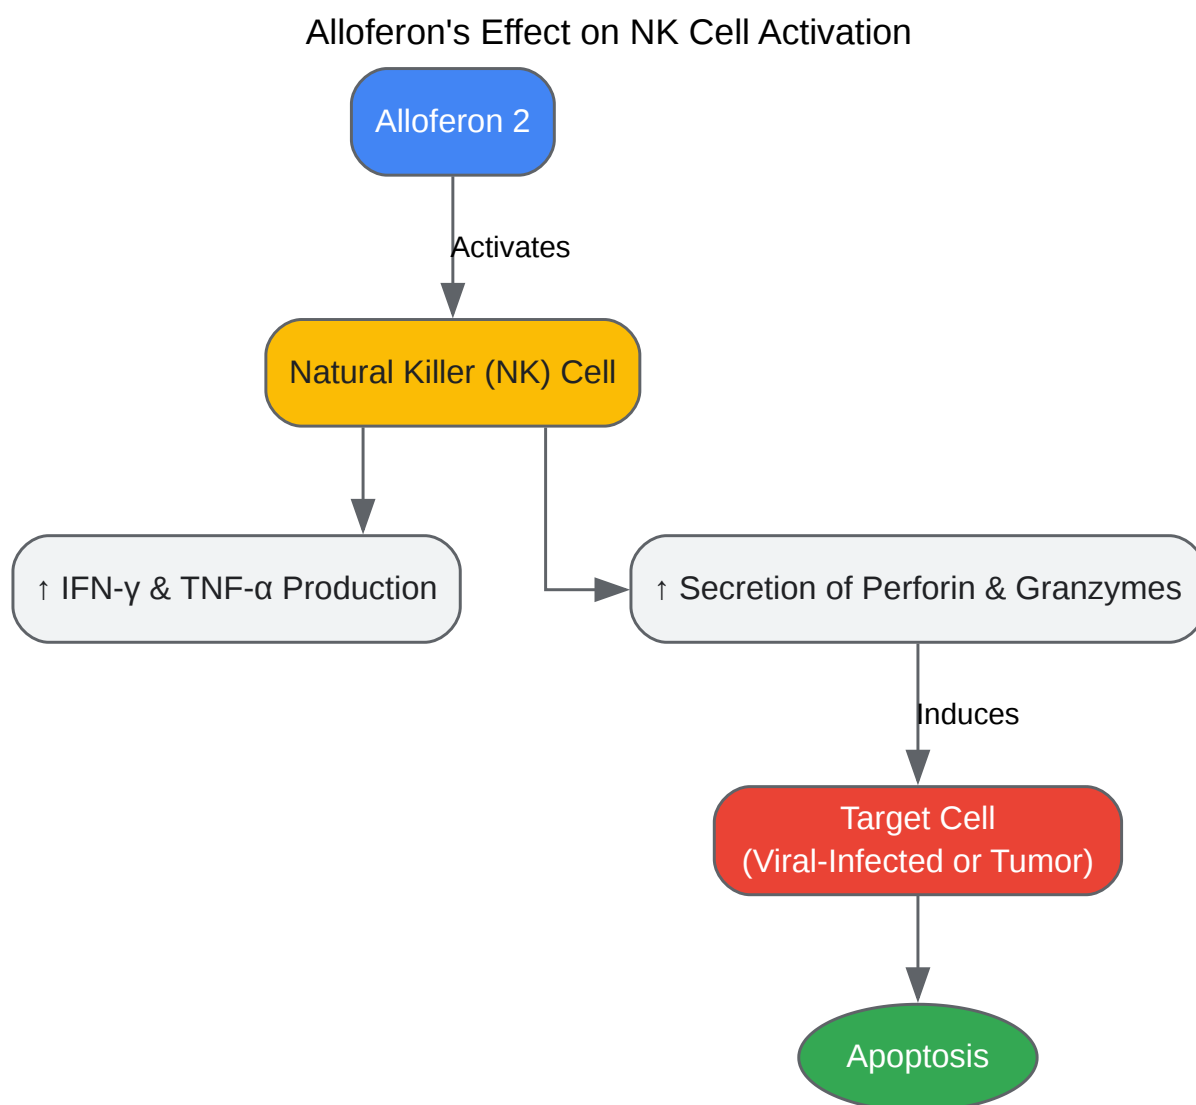 Alloferon's Effect on NK Cell Activation
Alloferon 2
Activates
Natural Killer (NK) Cell
↑ IFN-γ & TNF-α Production
↑ Secretion of Perforin & Granzymes
Induces
Target Cell
(Viral-Infected or Tumor)
Apoptosis